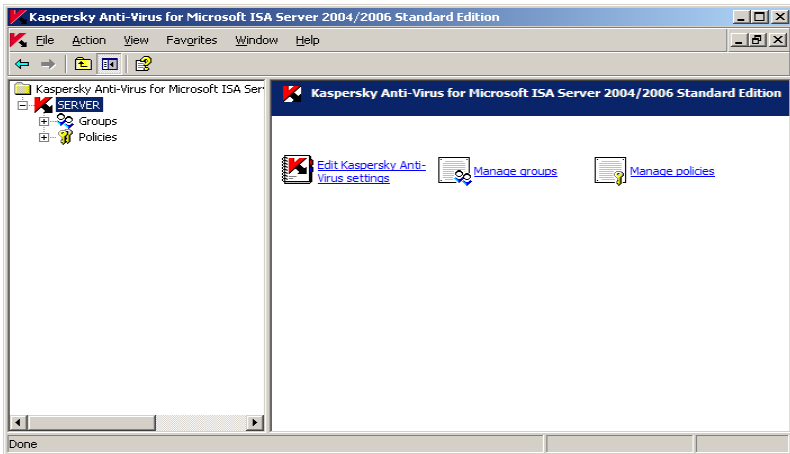 Kaspersky Anti-Virus for Microsoft ISA Server 2004/2006 Standard Edition
File Action View Favorites Window Help
Kaspersky Anti-Virus for Microsoft ISA Ser
SERVER
Groups
Policies
Kaspersky Anti-Virus for Microsoft ISA Server 2004/2006 Standard Edition
Edit Kaspersky Anti-
Virus settings
Manage groups
Manage policies
Done